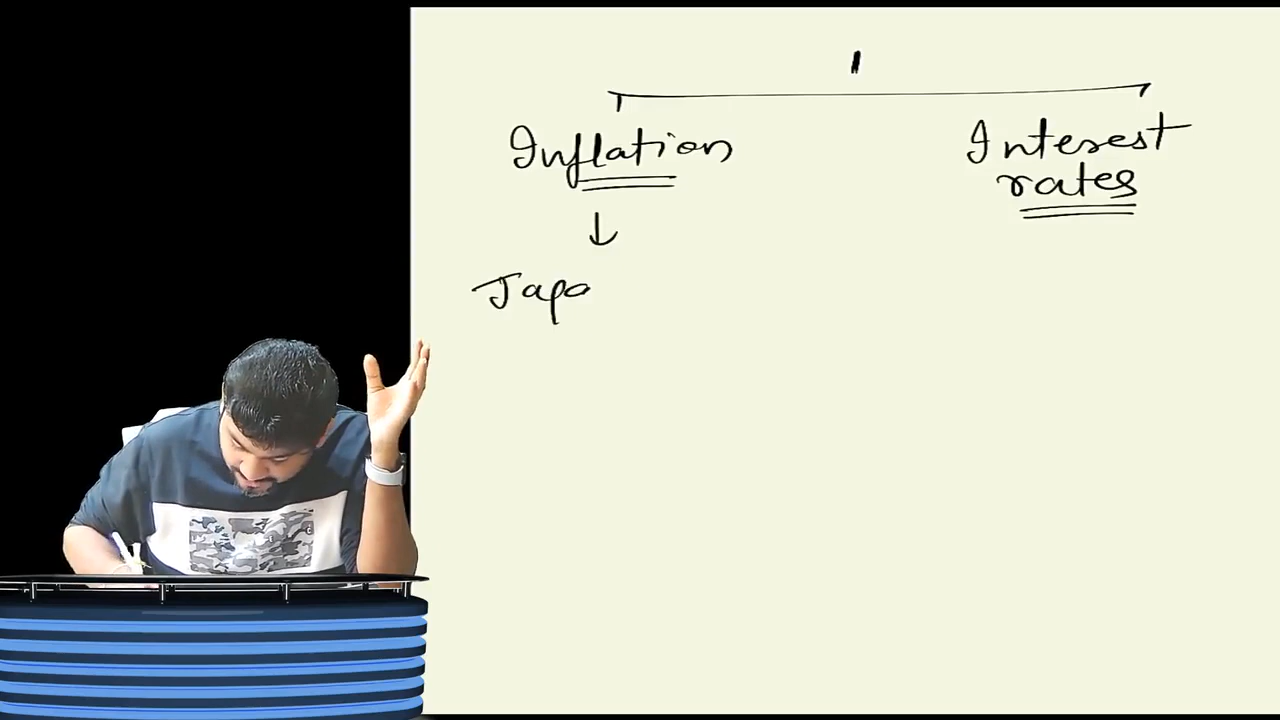 Inflation
Interest
rates
↓
Japa